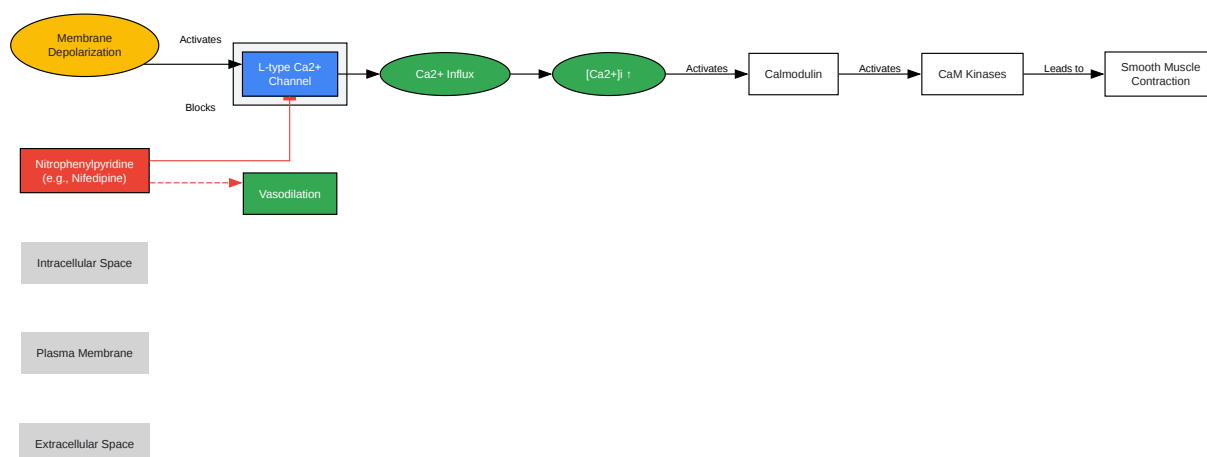 Membrane
Depolarization
Activates
L-type Ca2+
Channel
Ca2+ Influx
[Ca2+]i ↑
Activates
Calmodulin
Activates
CaM Kinases
Leads to
Smooth Muscle
Contraction
Blocks
Nitrophenylpyridine
(e.g., Nifedipine)
Vasodilation
Intracellular Space
Plasma Membrane
Extracellular Space